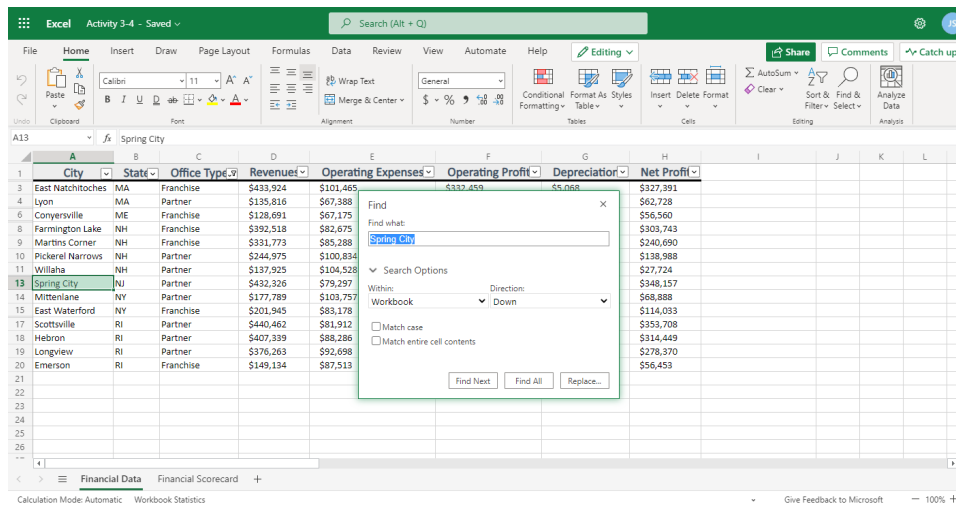 Excel Activity 3-4 - Saved
Search (Alt + Q)
JS
File Home Insert Draw Page Layout Formulas Data Review View Automate Help Editing Share Comments Catch up
Paste
Calibri 11 A^ A˅
B I U D ab A
Wrap Text
Merge & Center
General
$ % 9 .00 .00
Conditional Formatting
Format As Table
Styles
Insert Delete Format
AutoSum
Clear
Sort & Filter
Find & Select
Analyze Data
Undo Clipboard Font Alignment Number Tables Cells Editing Analysis
A13 fx Spring City
A B C D E F G H I J K L
1 City State Office Type Revenues Operating Expenses Operating Profit Depreciation Net Profit
3 East Natchitoches MA Franchise $433,924 $101,465 $332,459 $5,068 $327,391
4 Lyon MA Partner $135,816 $67,388 $62,728
6 Conyersville ME Franchise $128,691 $67,175 $56,560
8 Farmington Lake NH Franchise $392,518 $82,675 $303,743
9 Martins Corner NH Franchise $331,773 $85,288 $240,690
10 Pickerel Narrows NH Partner $244,975 $100,834 $138,988
11 Willaha NH Partner $137,925 $104,528 $27,724
13 Spring City NJ Partner $432,326 $79,297 $348,157
14 Mittenlane NY Partner $177,789 $103,757 $68,888
15 East Waterford NY Franchise $201,945 $83,178 $114,033
17 Scottsville RI Partner $440,462 $81,912 $353,708
18 Hebron RI Partner $407,339 $88,286 $314,449
19 Longview RI Partner $376,263 $92,698 $278,370
20 Emerson RI Franchise $149,134 $87,513 $56,453
21
22
23
24
25
26
Find
Find what:
Spring City
Search Options
Within: Direction:
Workbook Down
Match case
Match entire cell contents
Find Next Find All Replace...
Financial Data Financial Scorecard +
Calculation Mode: Automatic Workbook Statistics Give Feedback to Microsoft — 100% +